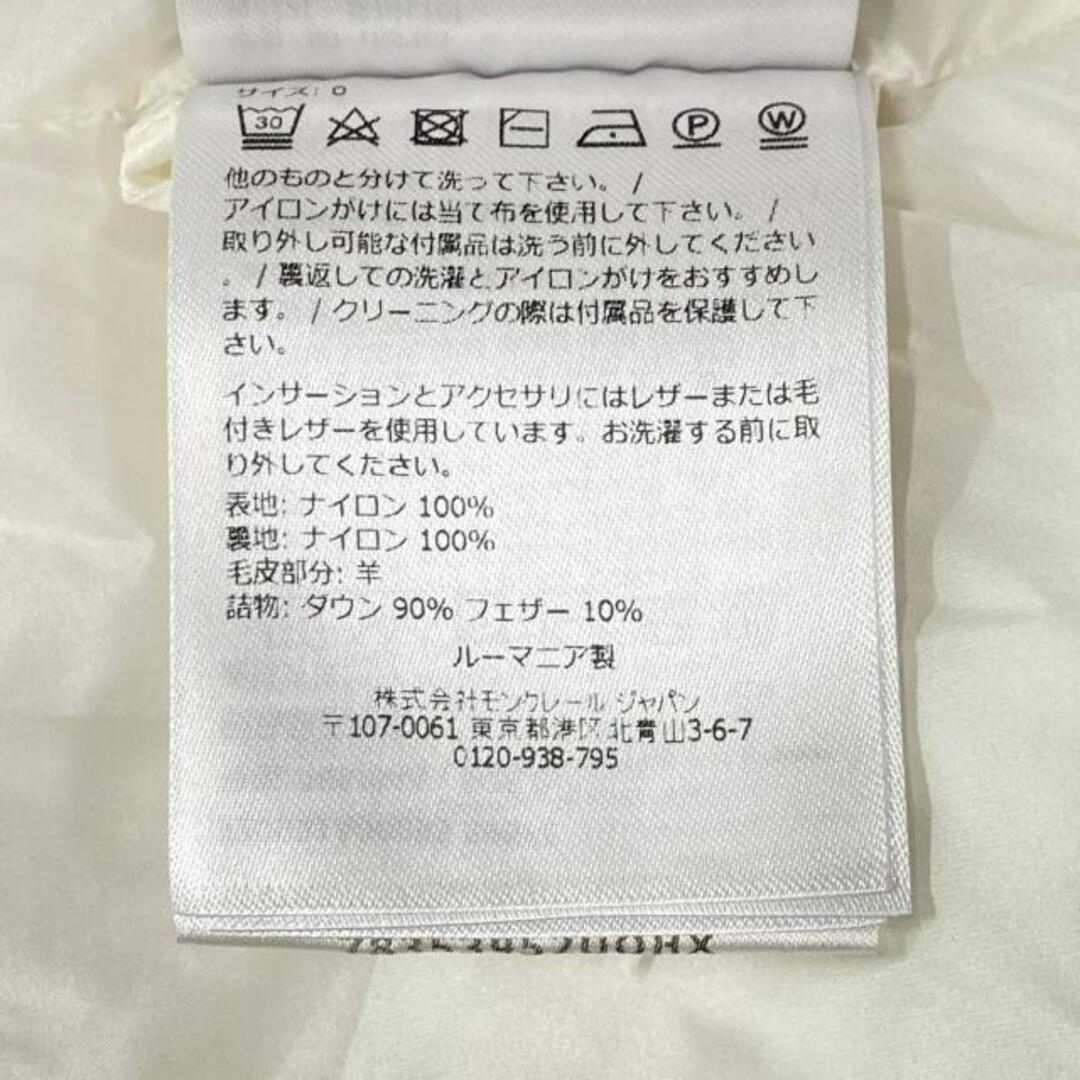 サイズ: 0
30
P
W
他のものと分けて洗って下さい。 /
アイロンがけには当て布を使用して下さい。 /
取り外し可能な付属品は洗う前に外してください
。 / 裏返しての洗濯とアイロンがけをおすすめし
ます。 / クリーニングの際は付属品を保護して下
さい。
インサーションとアクセサリにはレザーまたは毛
付きレザーを使用しています。お洗濯する前に取
り外してください。
表地: ナイロン 100%
裏地: ナイロン 100%
毛皮部分: 羊
詰物: ダウン 90% フェザー 10%
ルーマニア製
株式会社モンクレール ジャパン
〒107-0061 東京都港区北青山3-6-7
0120-938-795